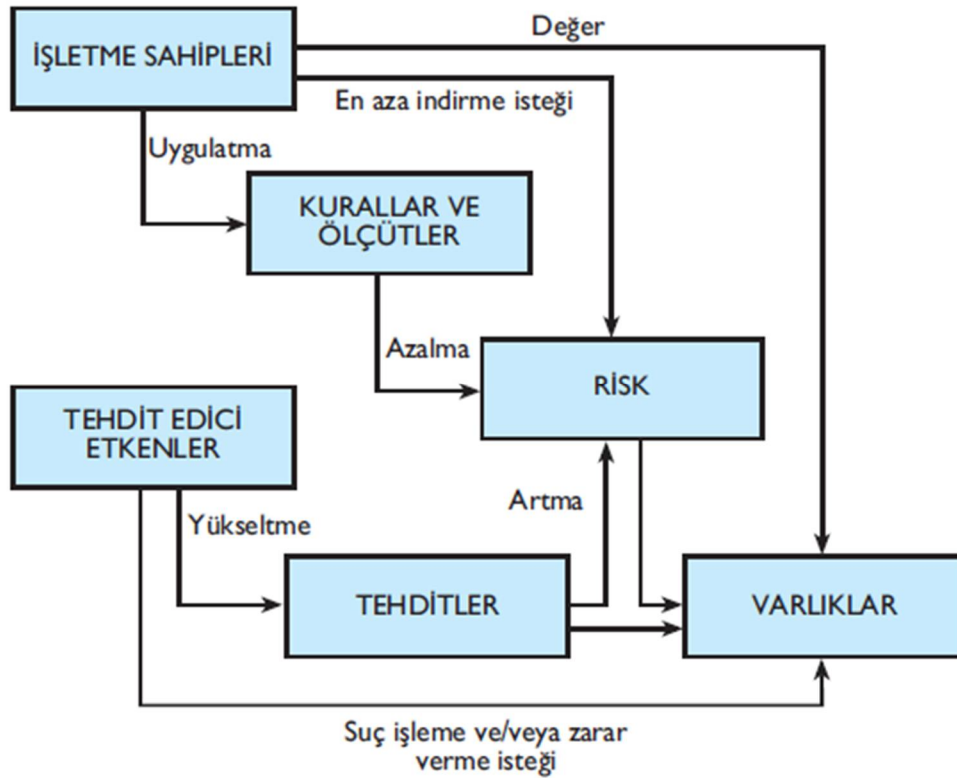 Değer
İŞLETME SAHİPLERİ
En aza indirme isteği
Uygulatma
KURALLAR VE
ÖLÇÜTLER
Azalma
RİSK
TEHDİT EDİCİ
ETKENLER
Artma
Yükseltme
TEHDİTLER
VARLIKLAR
Suç işleme ve/veya zarar
verme isteği